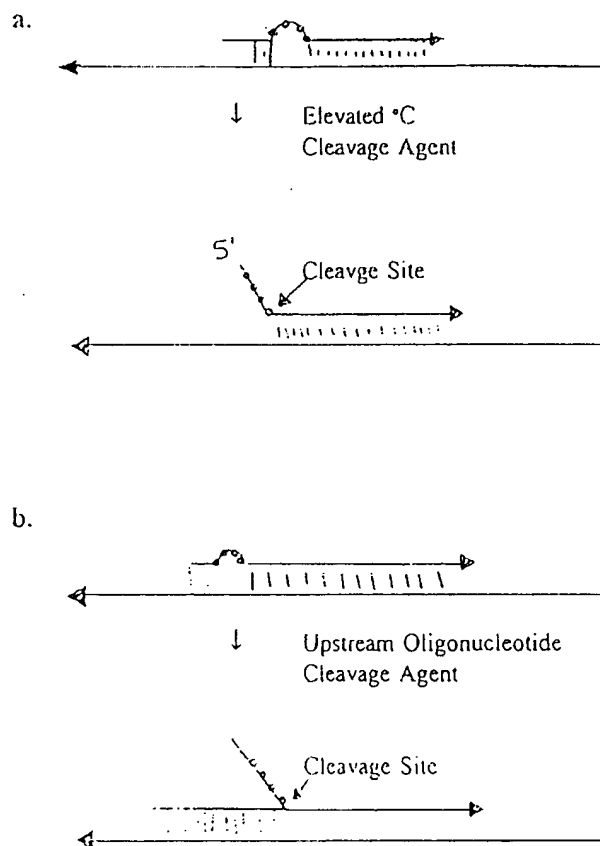 a.
↓ Elevated °C
Cleavage Agent
5'
Cleavge Site
b.
↓ Upstream Oligonucleotide
Cleavage Agent
Cleavage Site